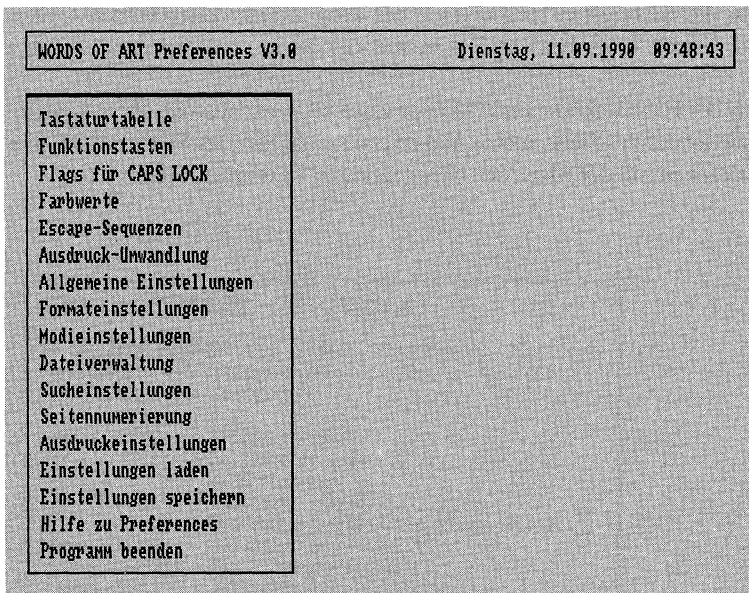 WORDS OF ART Preferences V3.0 Dienstag, 11.09.1990 09:48:43
Tastaturtabelle
Funktionstasten
Flags für CAPS LOCK
Farbwerte
Escape-Sequenzen
Ausdruck-Umwandlung
Allgemeine Einstellungen
Formateinstellungen
Modieinstellungen
Dateiverwaltung
Sucheinstellungen
Seitennumerierung
Ausdruckeinstellungen
Einstellungen laden
Einstellungen speichern
Hilfe zu Preferences
Programm beenden